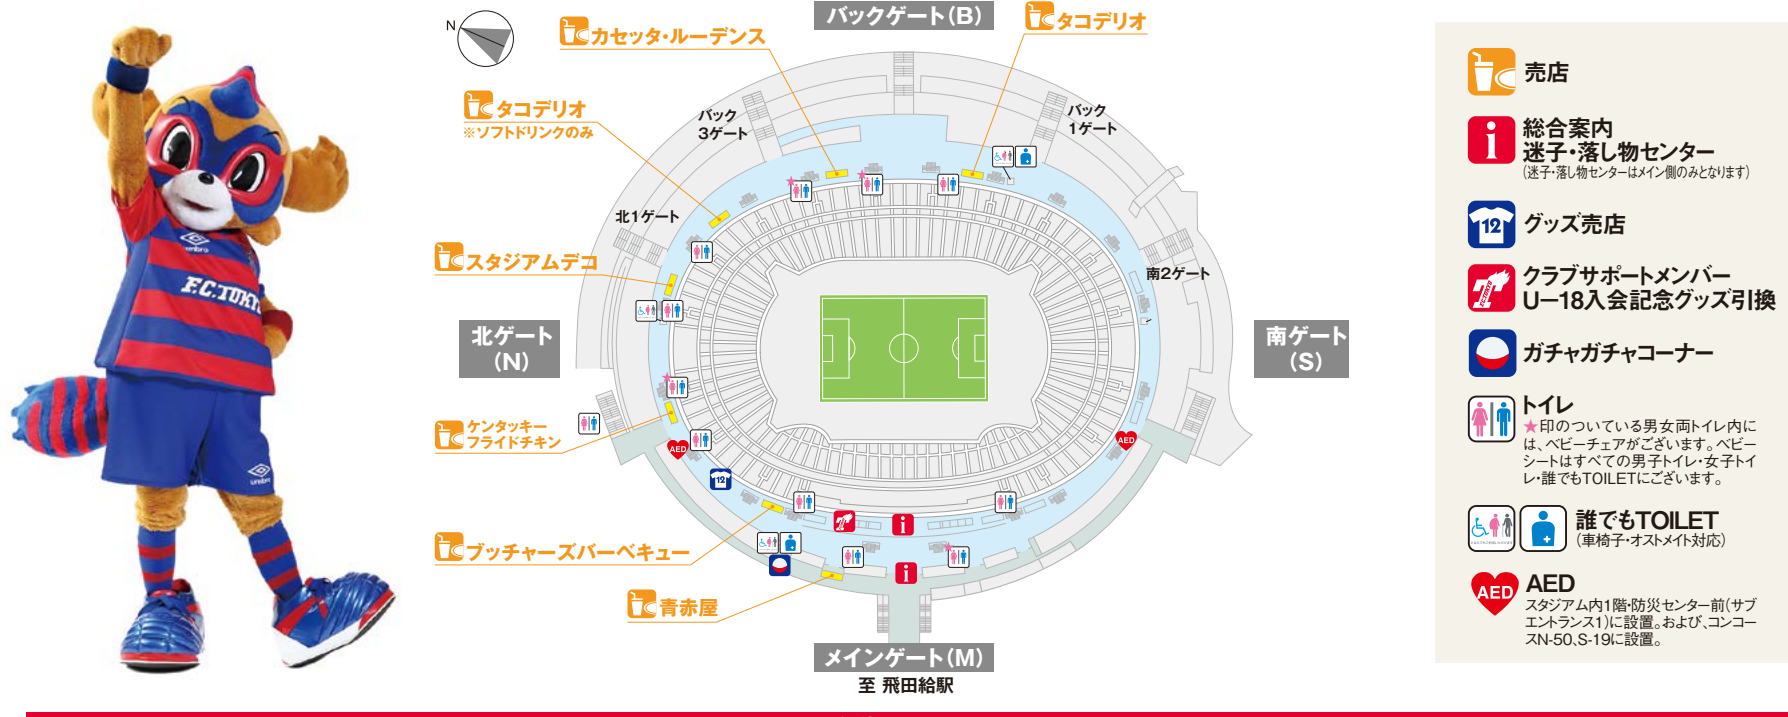 バックゲート(B)
N
カセッタ・ルーデンス
タコデリオ
タコデリオ
※ソフトドリンクのみ
バック
3ゲート
バック
1ゲート
北1ゲート
スタジアムデコ
南2ゲート
北ゲート
(N)
南ゲート
(S)
ケンタッキー
フライドチキン
AED
AED
12
ブッチャーズバーベキュー
青赤屋
メインゲート(M)
至 飛田給駅
umbro
F.C.TOKYO
umbro
売店
総合案内
迷子・落し物センター
(迷子・落し物センターはメイン側のみとなります)
12
グッズ売店
クラブサポートメンバー
U—18入会記念グッズ引換
ガチャガチャコーナー
トイレ
★印のついている男女両トイレ内に
は、ベビーチェアがございます。ベビー
シートはすべての男子トイレ・女子トイ
レ・誰でもTOILETにございます。
誰でもTOILET
(車椅子・オストメイト対応)
AED
AED
スタジアム内1階・防災センター前(サブ
エントランス1)に設置。および、コンコー
スN-50、S-19に設置。